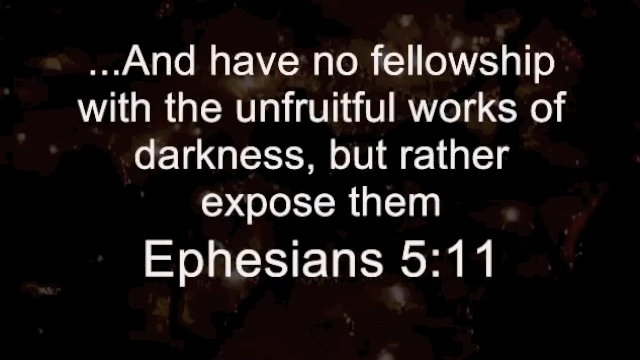 ...And have no fellowship
with the unfruitful works of
darkness, but rather
expose them
Ephesians 5:11